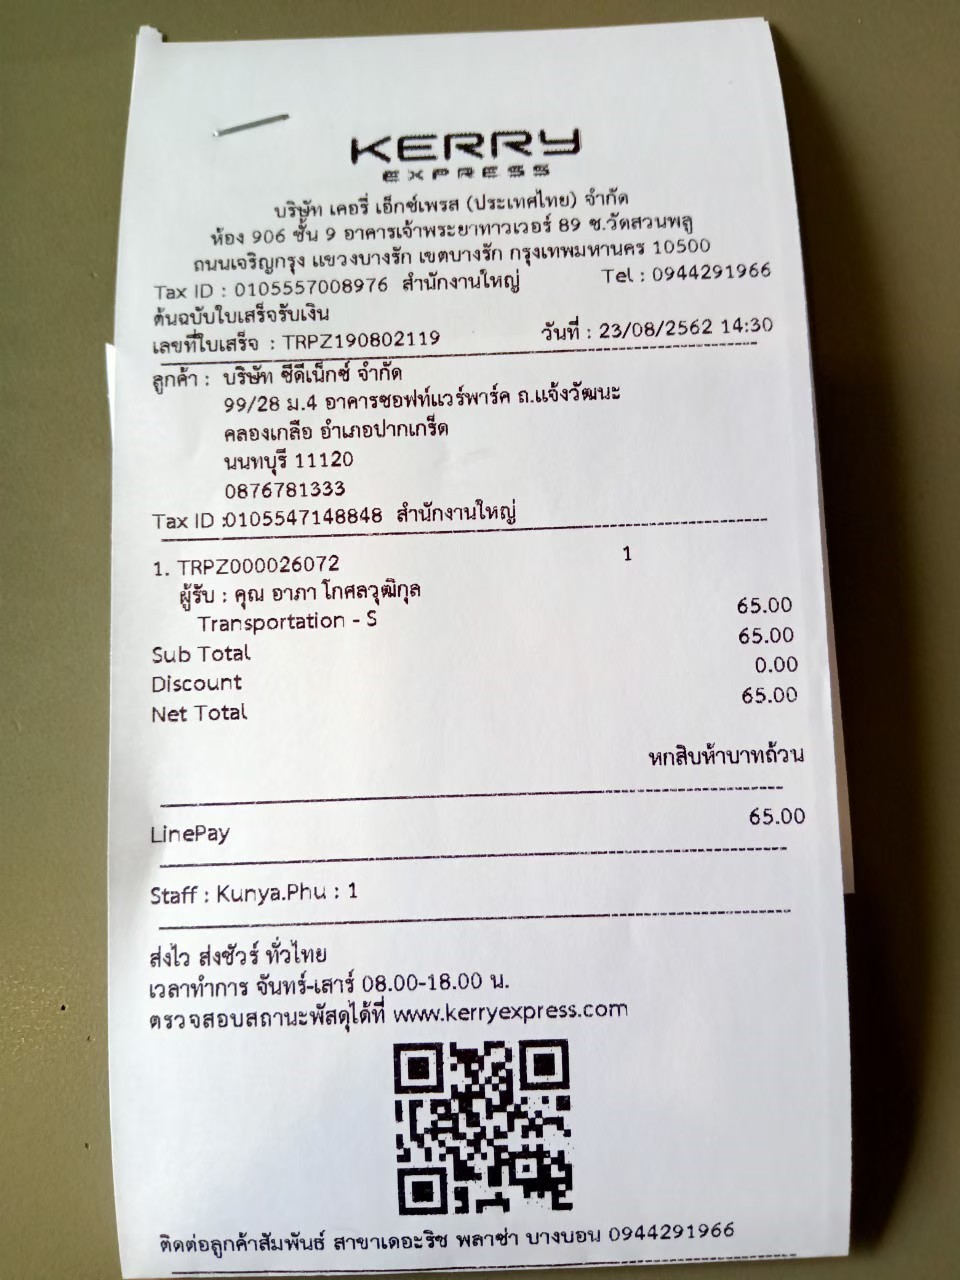 KERRY
EXPRESS
บริษัท เคอรี่ เอ็กซ์เพรส (ประเทศไทย) จำกัด
ห้อง 906 ชั้น 9 อาคารเจ้าพระยาทาวเวอร์ 89 ซ.วัดสวนพลู
ถนนเจริญกรุง แขวงบางรัก เขตบางรัก กรุงเทพมหานคร 10500
Tax ID : 0105557008976 สำนักงานใหญ่ Tel : 0944291966
ต้นฉบับใบเสร็จรับเงิน
เลขที่ใบเสร็จ : TRPZ190802119 วันที่ : 23/08/2562 14:30
ลูกค้า : บริษัท ซีดีเน็กซ์ จำกัด
99/28 ม.4 อาคารซอฟท์แวร์พาร์ค ถ.แจ้งวัฒนะ
คลองเกลือ อำเภอปากเกร็ด
นนทบุรี 11120
0876781333
Tax ID :0105547148848 สำนักงานใหญ่
1. TRPZ000026072 1
ผู้รับ : คุณ อาภา โกศลวุฒิกุล
Transportation - S 65.00
Sub Total 65.00
Discount 0.00
Net Total 65.00
หกสิบห้าบาทถ้วน
LinePay 65.00
Staff : Kunya.Phu : 1
ส่งไว ส่งชัวร์ ทั่วไทย
เวลาทำการ จันทร์-เสาร์ 08.00-18.00 น.
ตรวจสอบสถานะพัสดุได้ที่ www.kerryexpress.com
ติดต่อลูกค้าสัมพันธ์ สาขาเดอะริช พลาซ่า บางบอน 0944291966